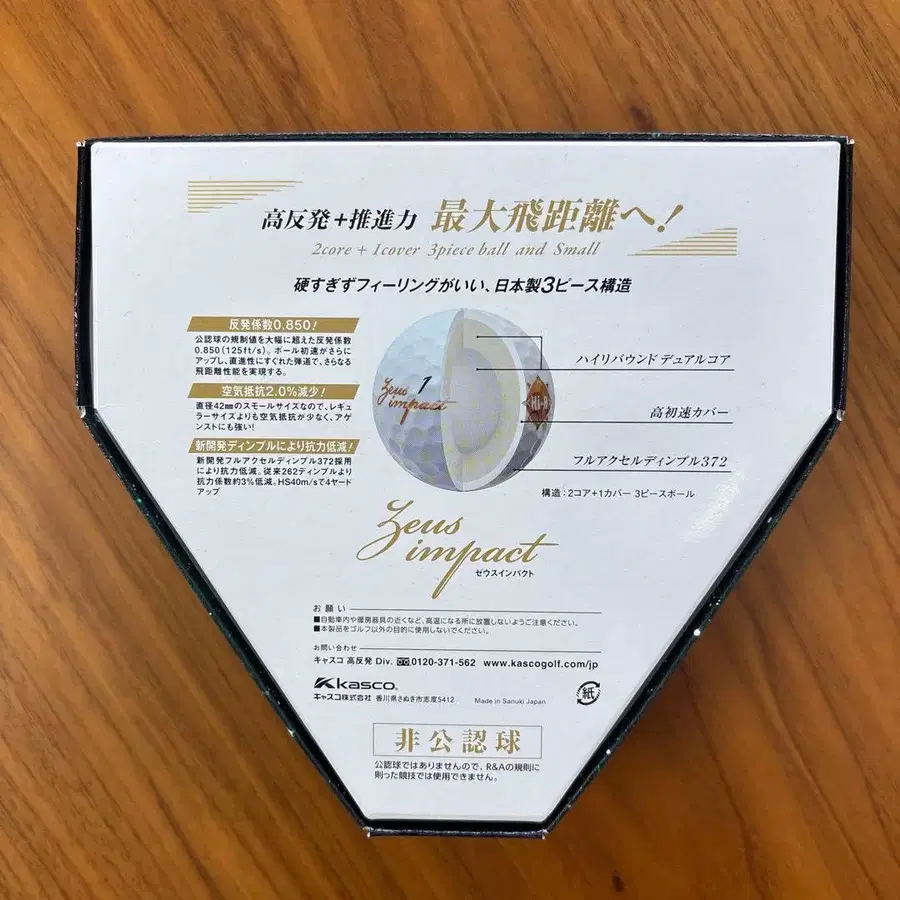 高反発+推進力 最大飛距離へ!
2core + 1cover 3piece ball and Small
硬すぎずフィーリングがいい、日本製3ピース構造
反発係数0.850!
公認球の規制値を大幅に超えた反発係数
0.850(125ft/s)。ボール初速がさらに
アップし、直進性にすぐれた弾道で、さらなる
飛距離性能を実現する。
空気抵抗2.0%減少!
直径42㎜のスモールサイズなので、レギュ
ラーサイズよりも空気抵抗が少なく、アゲ
ンストにも強い!
新開発ディンプルにより抗力低減!
新開発フルアクセルディンプル372採用
により抗力低減。従来262ディンプルより
抗力係数約3%低減。HS40m/sで4ヤード
アップ
1
Zeus
impact
Hi-R
ハイリバウンド デュアルコア
高初速カバー
フルアクセルディンプル372
構造:2コア+1カバー 3ピースボール
Zeus
impact
ゼウスインパクト
お願い
■自動車内や暖房器具の近くなど、高温になる所に放置しないようご注意ください。
■本製品をゴルフ以外の目的に使用しないでください。
お問い合わせ
キャスコ 高反発 Div. 0120-371-562 www.kascogolf.com/jp
kasco®
キャスコ株式会社 香川県さぬき市志度5412 Made in Sanuki Japan
紙
非公認球
公認球ではありませんので、R&Aの規則に
則った競技では使用できません。